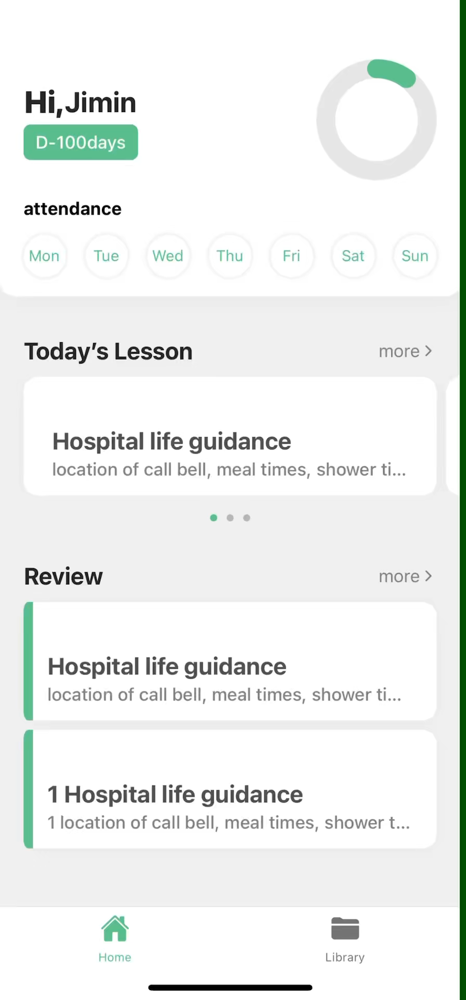 Hi,Jimin
D-100days
attendance
Mon Tue Wed Thu Fri Sat Sun
Today’s Lesson more >
Hospital life guidance
location of call bell, meal times, shower ti...
Review more >
Hospital life guidance
location of call bell, meal times, shower ti...
1 Hospital life guidance
1 location of call bell, meal times, shower t...
Home Library